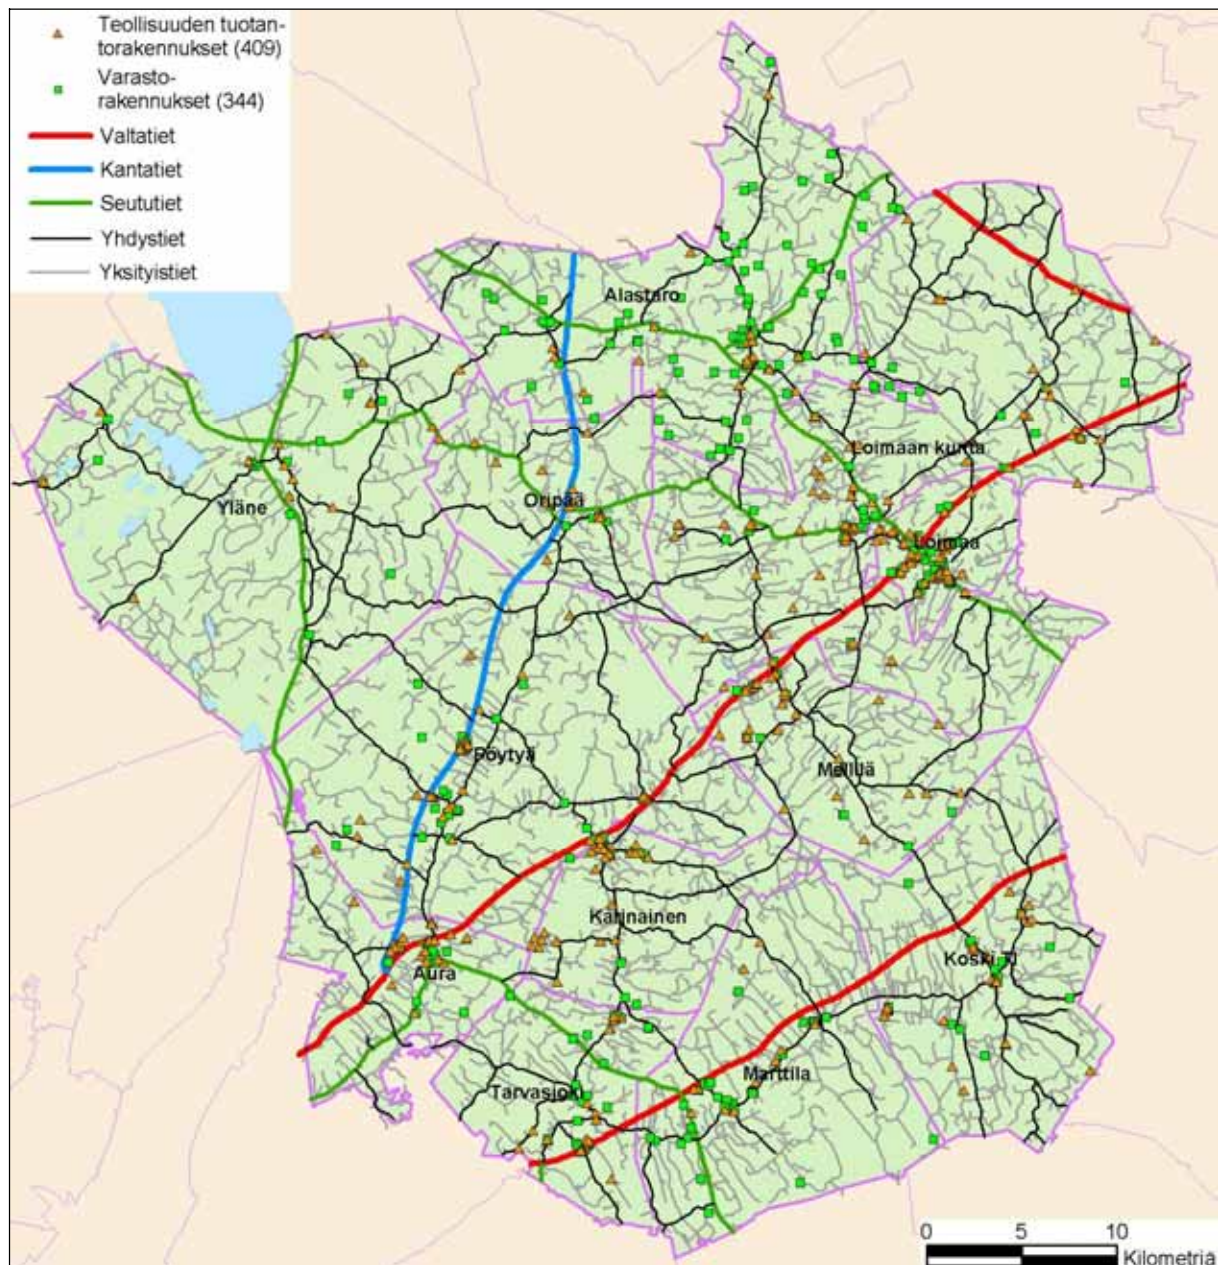 Teollisuuden tuotan-
torakennukset (409)
Varasto-
rakennukset (344)
Valtatiet
Kantatiet
Seututiet
Yhdystiet
Yksityistiet
Alastaro
Loimaan kunta
Yläne
Oripää
Loimaa
Pöytyä
Mellilä
Karinainen
Koski Tl
Aura
Marttila
Tarvasjoki
0 5 10
Kilometriä